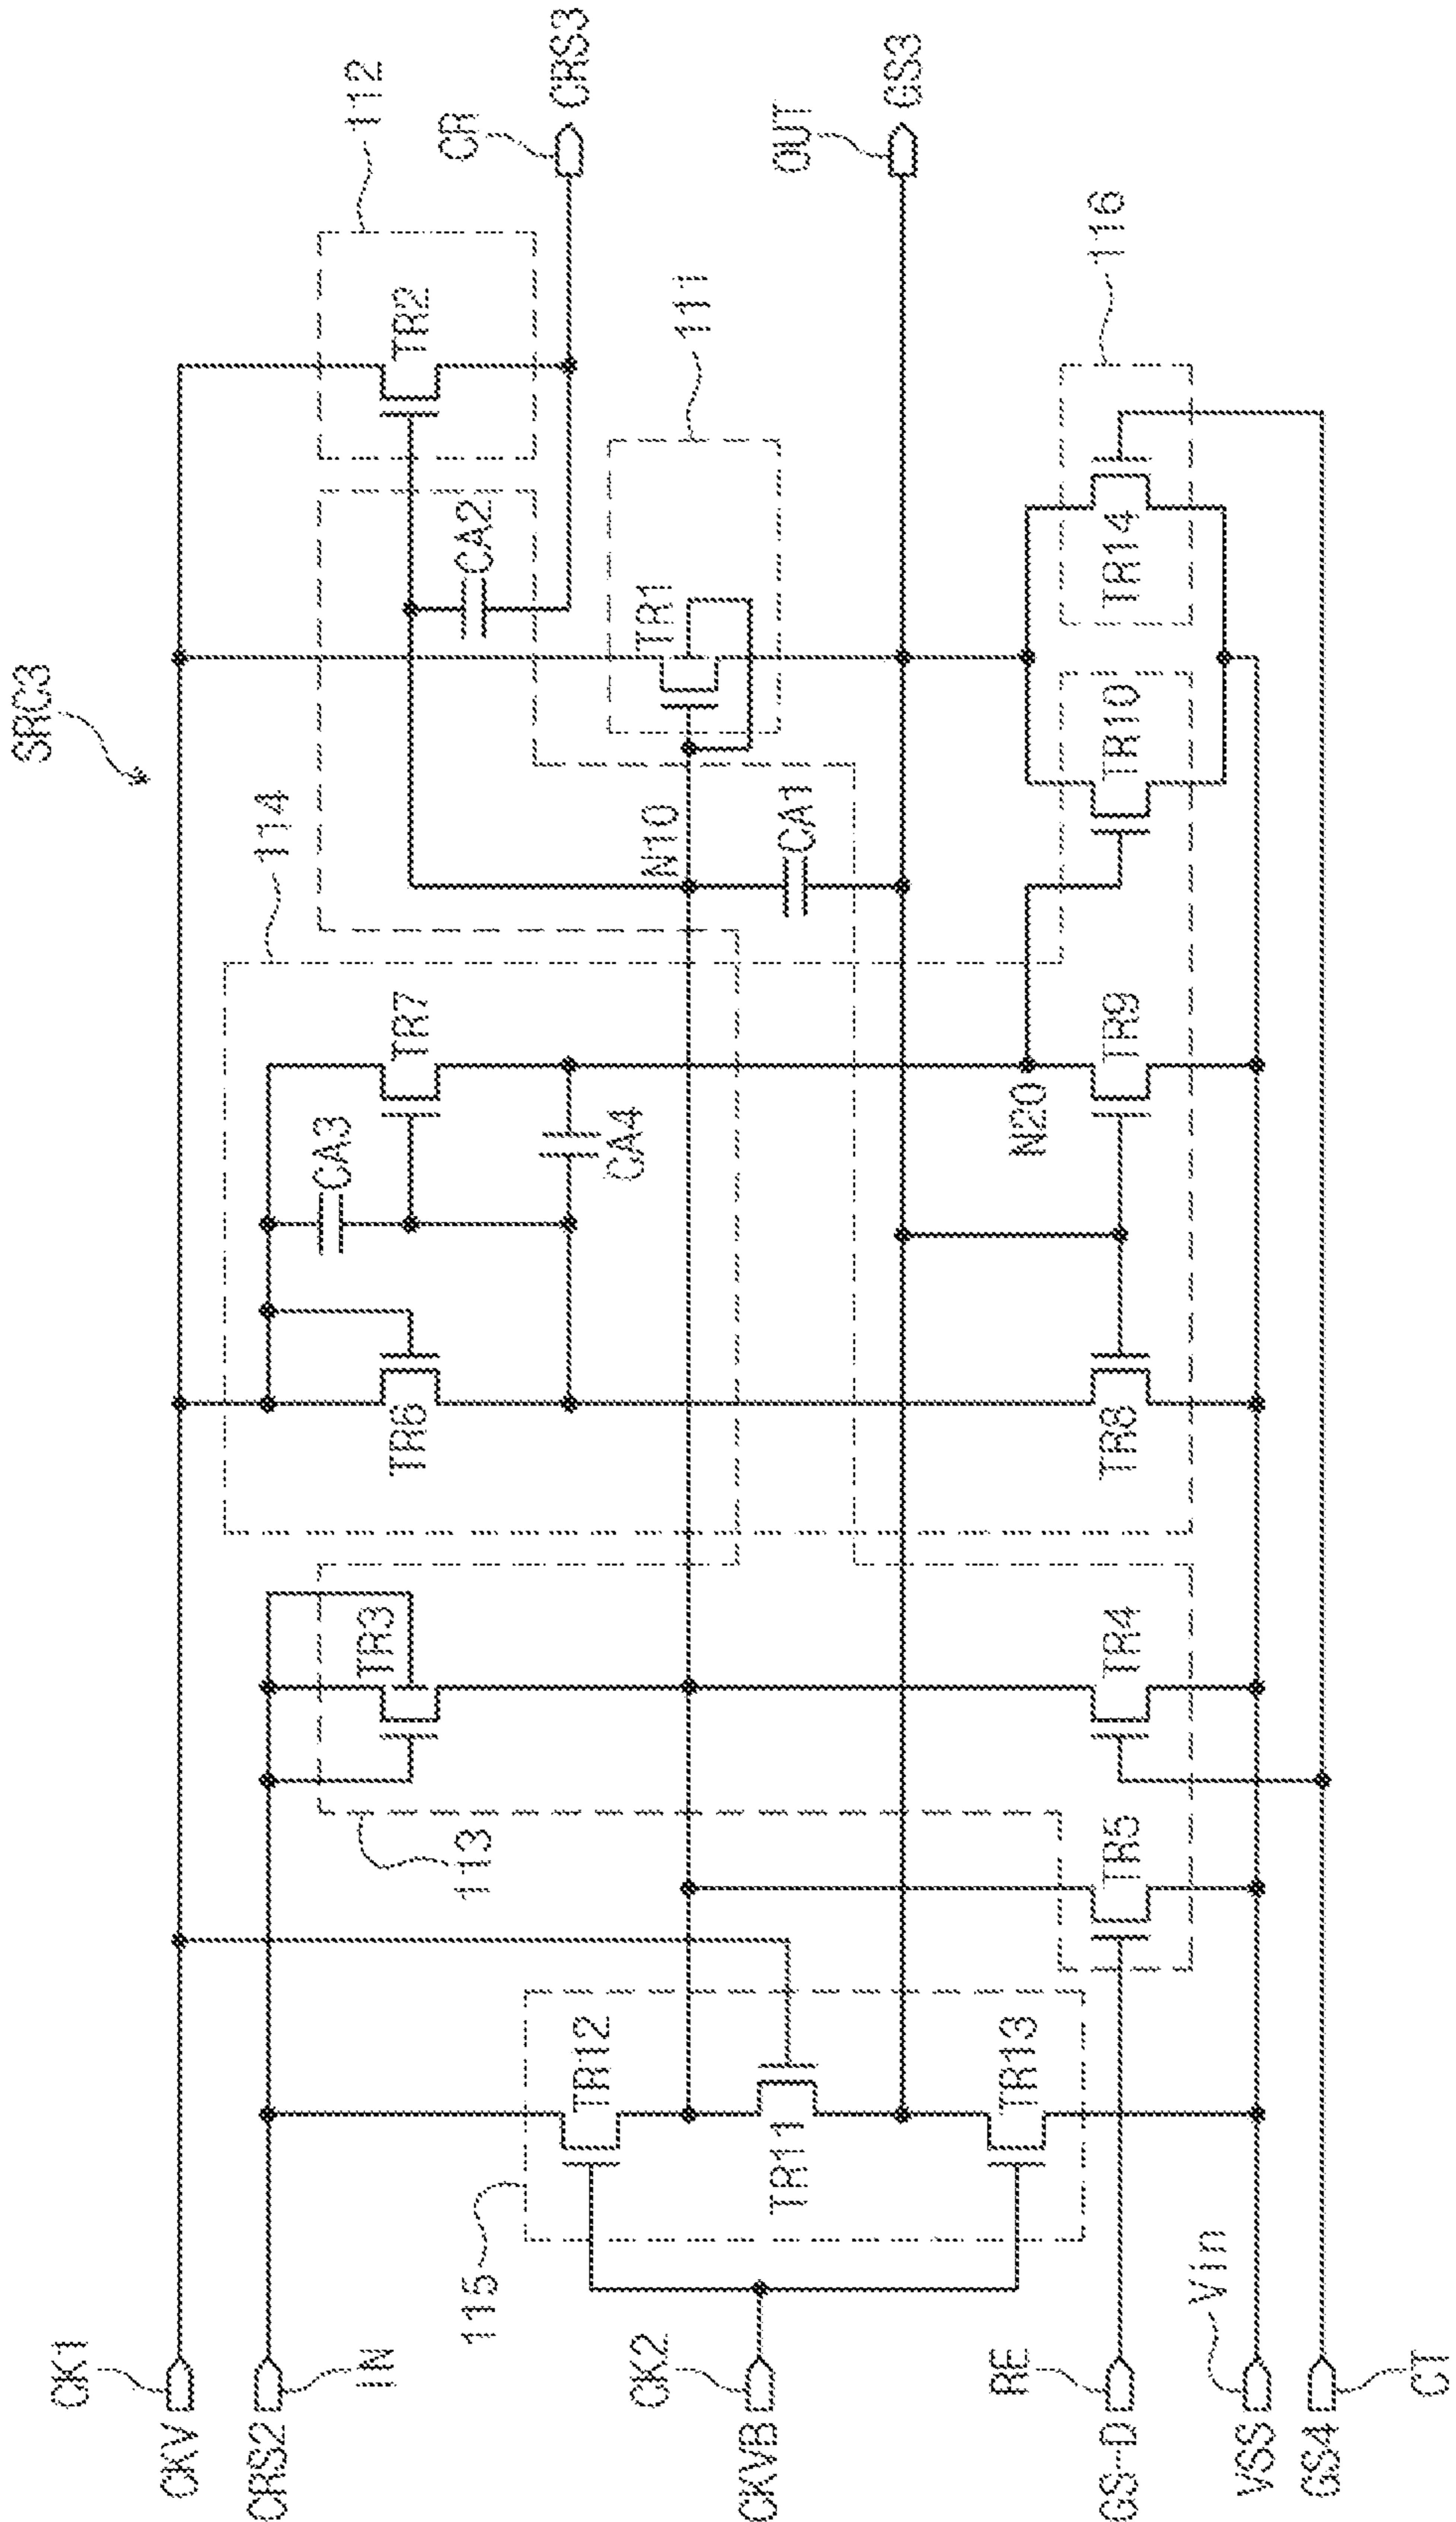 SRC3
CK1
CKV
CRS2
IN
CK2
CKVB
RE
GS-D
Vin
VSS
GS4
CT
115
TR12
TR11
TR13
113
TR3
TR5
TR4
114
TR6
CA3
TR7
CA4
TR8
N20
TR9
N10
CA1
CA2
112
TR2
CR
CRS3
111
TR1
OUT
GS3
TR10
TR14
116